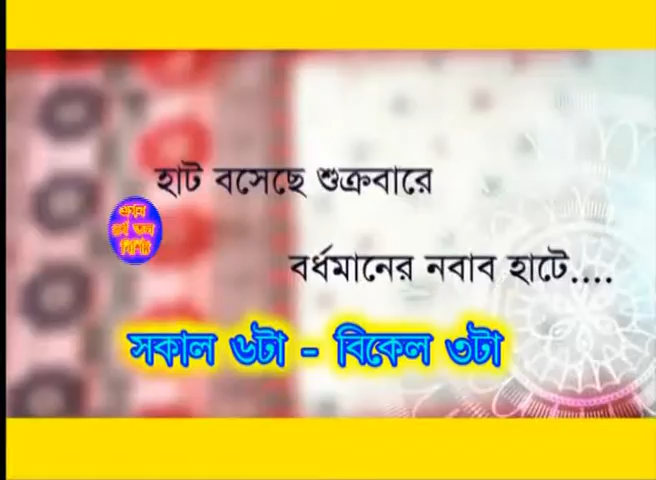 হাট বসেছে শুক্রবারে
বর্ধমানের নবাব হাটে....
সকাল ৬টা - বিকেল ৩টা